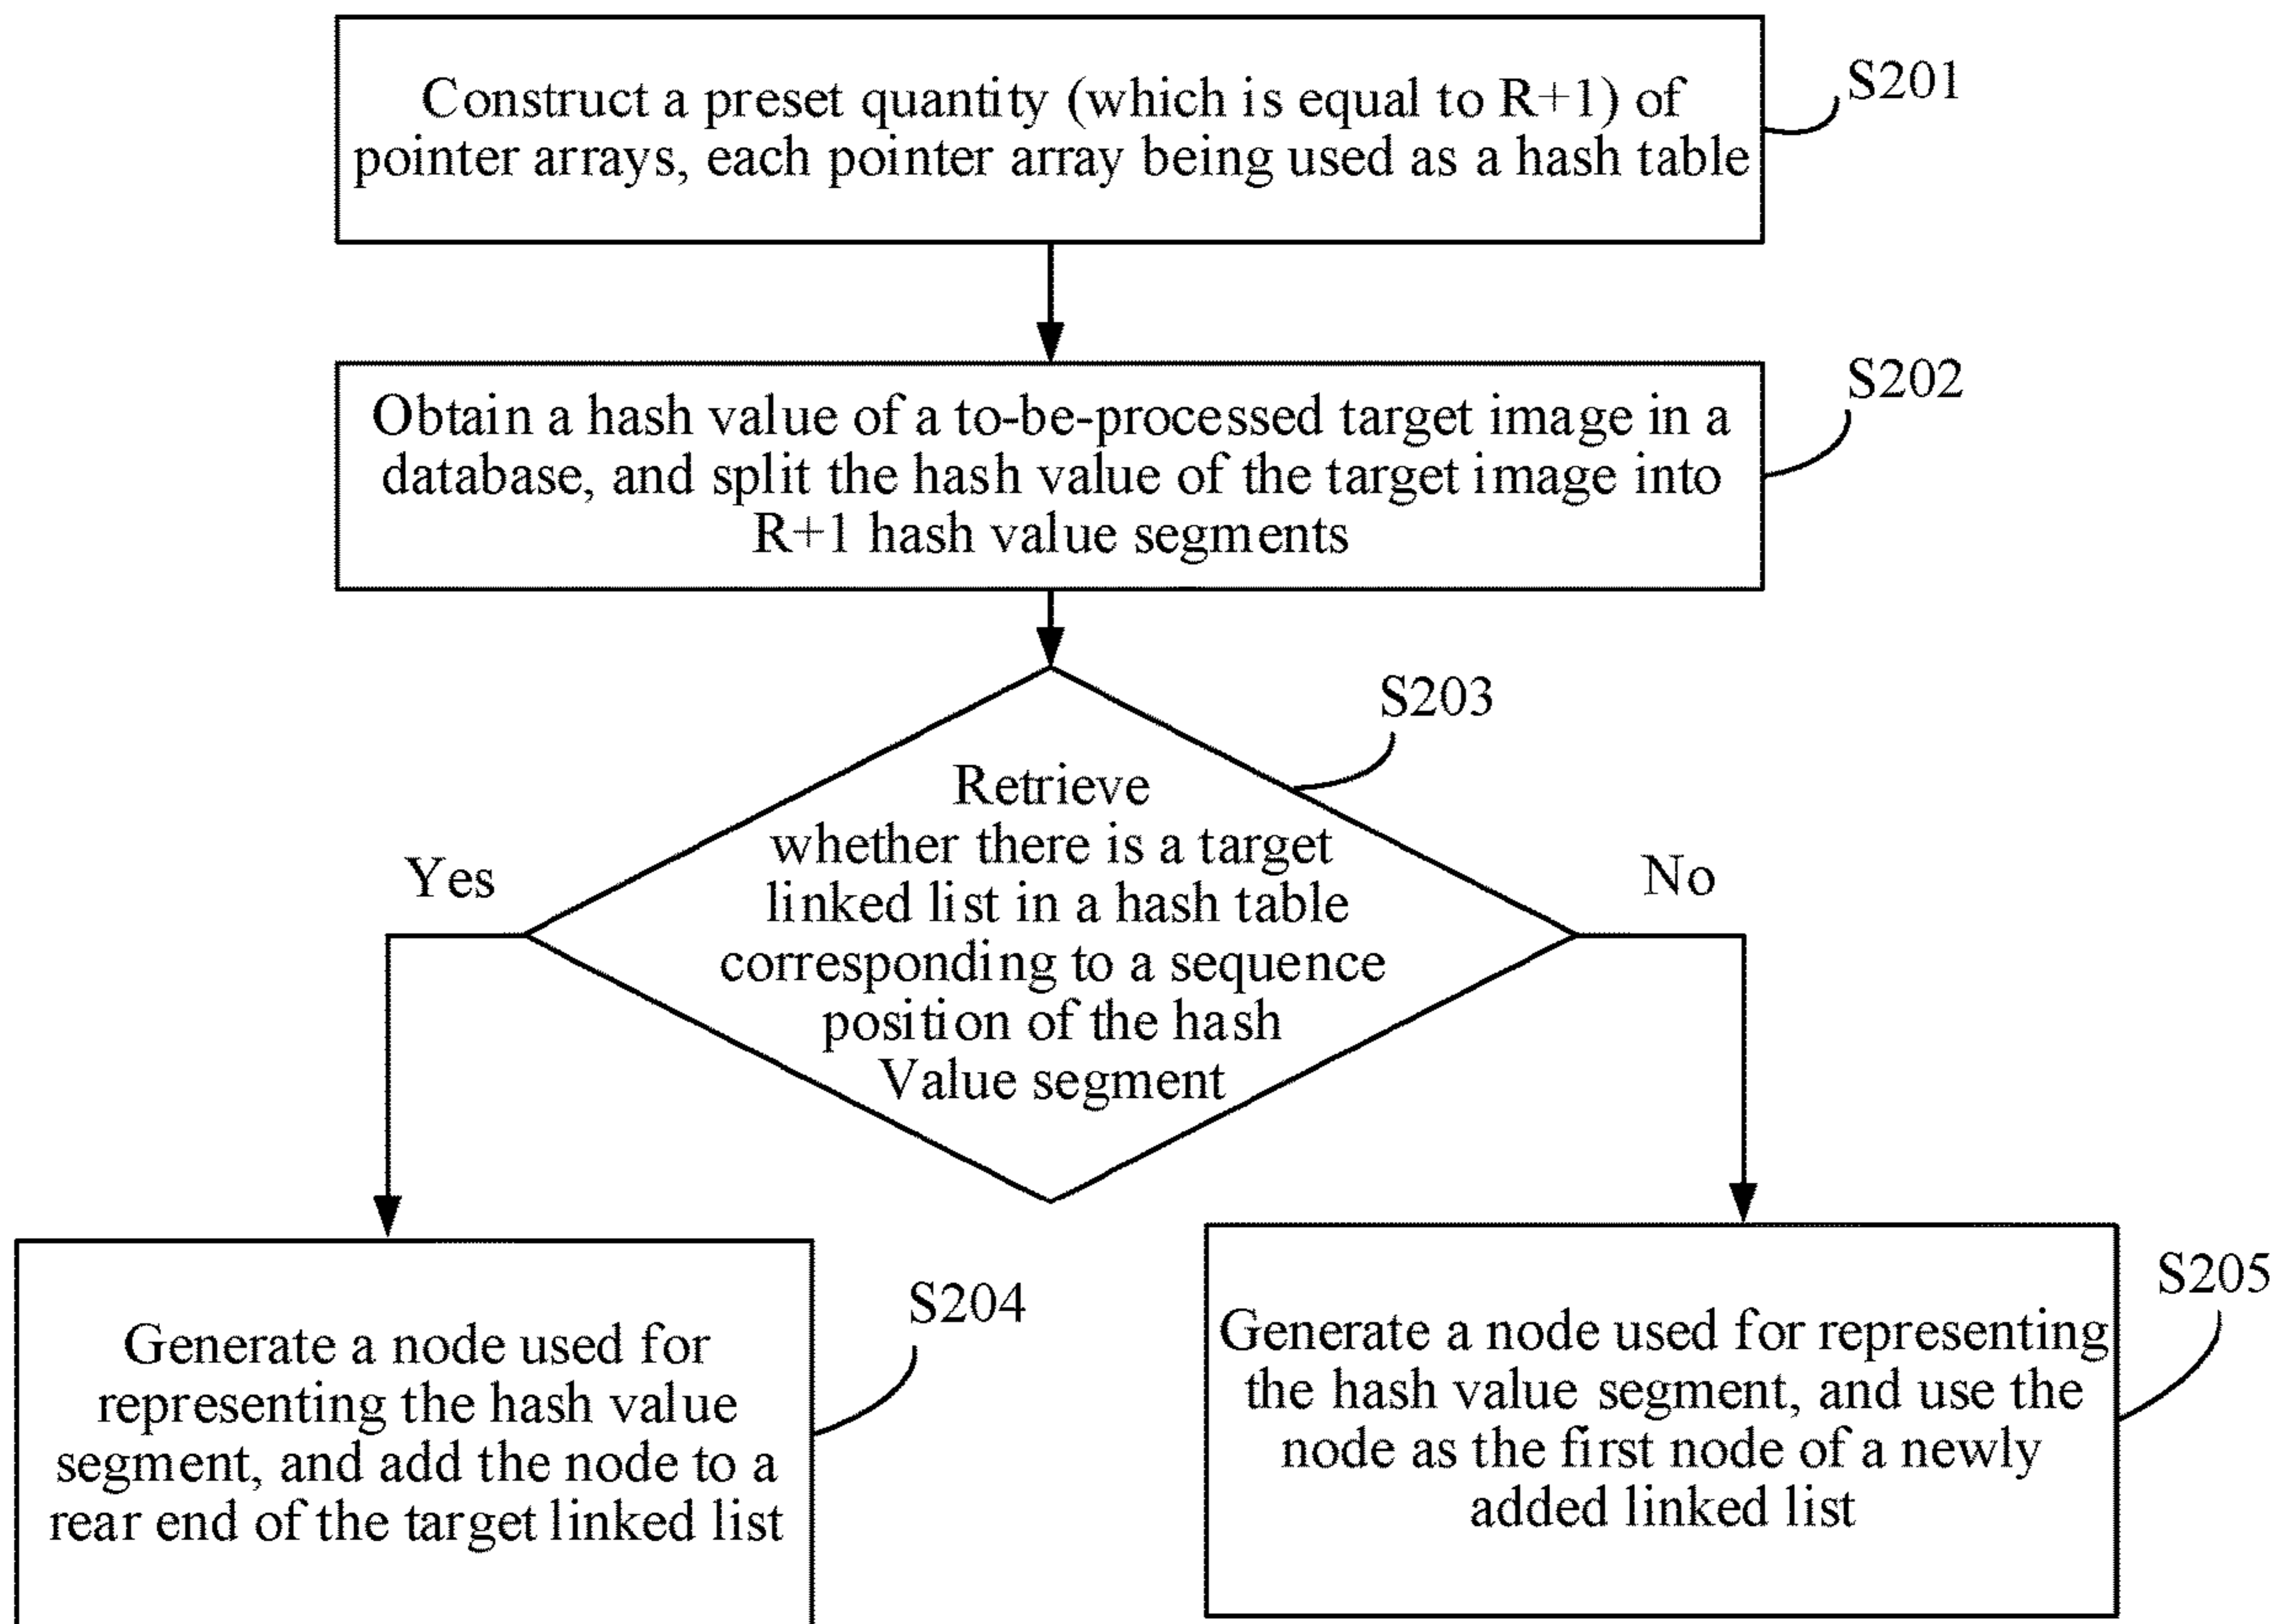 Construct a preset quantity (which is equal to R+1) of
pointer arrays, each pointer array being used as a hash table
S201
Obtain a hash value of a to-be-processed target image in a
database, and split the hash value of the target image into
R+1 hash value segments
S202
Retrieve
whether there is a target
linked list in a hash table
corresponding to a sequence
position of the hash
Value segment
S203
Yes
No
Generate a node used for
representing the hash value
segment, and add the node to a
rear end of the target linked list
S204
Generate a node used for representing
the hash value segment, and use the
node as the first node of a newly
added linked list
S205